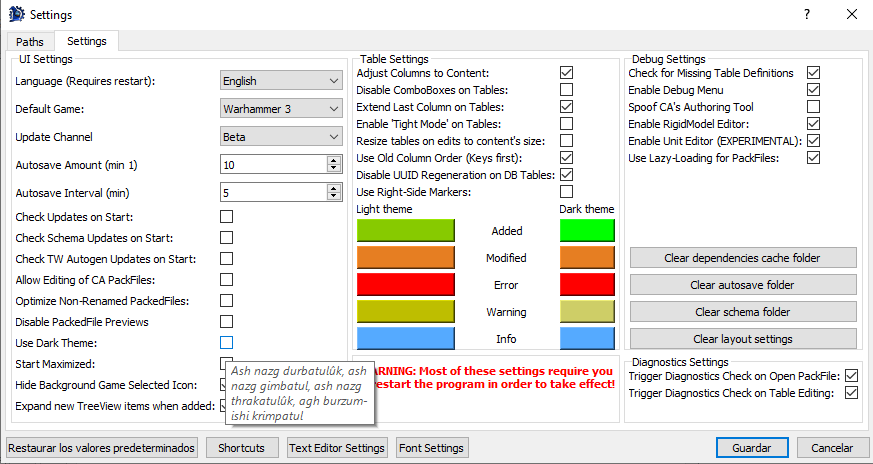 Settings
Paths
Settings
UI Settings
Language (Requires restart):
English
Default Game:
Warhammer 3
Update Channel
Beta
Autosave Amount (min 1)
10
Autosave Interval (min)
5
Check Updates on Start:
Check Schema Updates on Start:
Check TW Autogen Updates on Start:
Allow Editing of CA PackFiles:
Optimize Non-Renamed PackedFiles:
Disable PackedFile Previews
Use Dark Theme:
Start Maximized:
Hide Background Game Selected Icon:
Expand new TreeView items when added:
Ash nazg durbatulûk, ash
nazg gimbatul, ash nazg
thrakatulûk, agh burzum-
ishi krimpatul
Table Settings
Adjust Columns to Content:
Disable ComboBoxes on Tables:
Extend Last Column on Tables:
Enable 'Tight Mode' on Tables:
Resize tables on edits to content's size:
Use Old Column Order (Keys first):
Disable UUID Regeneration on DB Tables:
Use Right-Side Markers:
Light theme
Dark theme
Added
Modified
Error
Warning
Info
ARNING: Most of these settings require you
restart the program in order to take effect!
Debug Settings
Check for Missing Table Definitions
Enable Debug Menu
Spoof CA's Authoring Tool
Enable RigidModel Editor:
Enable Unit Editor (EXPERIMENTAL):
Use Lazy-Loading for PackFiles:
Clear dependencies cache folder
Clear autosave folder
Clear schema folder
Clear layout settings
Diagnostics Settings
Trigger Diagnostics Check on Open PackFile:
Trigger Diagnostics Check on Table Editing:
Restaurar los valores predeterminados
Shortcuts
Text Editor Settings
Font Settings
Guardar
Cancelar